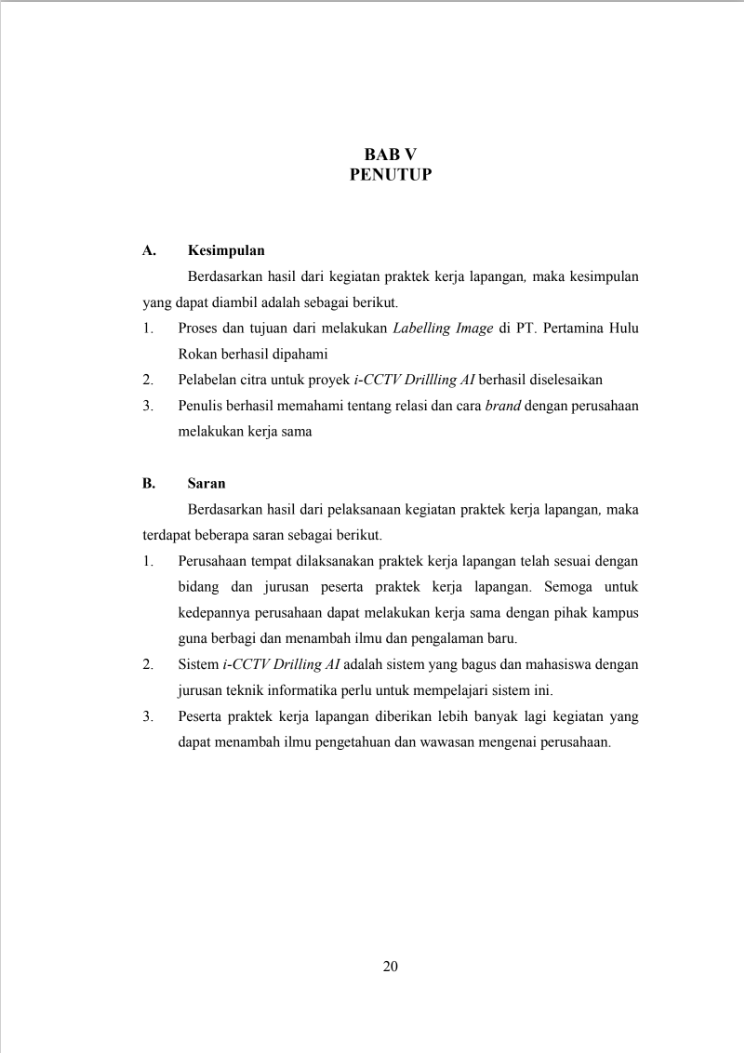 BAB V
PENUTUP
A. Kesimpulan
Berdasarkan hasil dari kegiatan praktek kerja lapangan, maka kesimpulan
yang dapat diambil adalah sebagai berikut.
1. Proses dan tujuan dari melakukan Labelling Image di PT. Pertamina Hulu
Rokan berhasil dipahami
2. Pelabelan citra untuk proyek i-CCTV Drillling AI berhasil diselesaikan
3. Penulis berhasil memahami tentang relasi dan cara brand dengan perusahaan
melakukan kerja sama
B. Saran
Berdasarkan hasil dari pelaksanaan kegiatan praktek kerja lapangan, maka
terdapat beberapa saran sebagai berikut.
1. Perusahaan tempat dilaksanakan praktek kerja lapangan telah sesuai dengan
bidang dan jurusan peserta praktek kerja lapangan. Semoga untuk
kedepannya perusahaan dapat melakukan kerja sama dengan pihak kampus
guna berbagi dan menambah ilmu dan pengalaman baru.
2. Sistem i-CCTV Drilling AI adalah sistem yang bagus dan mahasiswa dengan
jurusan teknik informatika perlu untuk mempelajari sistem ini.
3. Peserta praktek kerja lapangan diberikan lebih banyak lagi kegiatan yang
dapat menambah ilmu pengetahuan dan wawasan mengenai perusahaan.
20